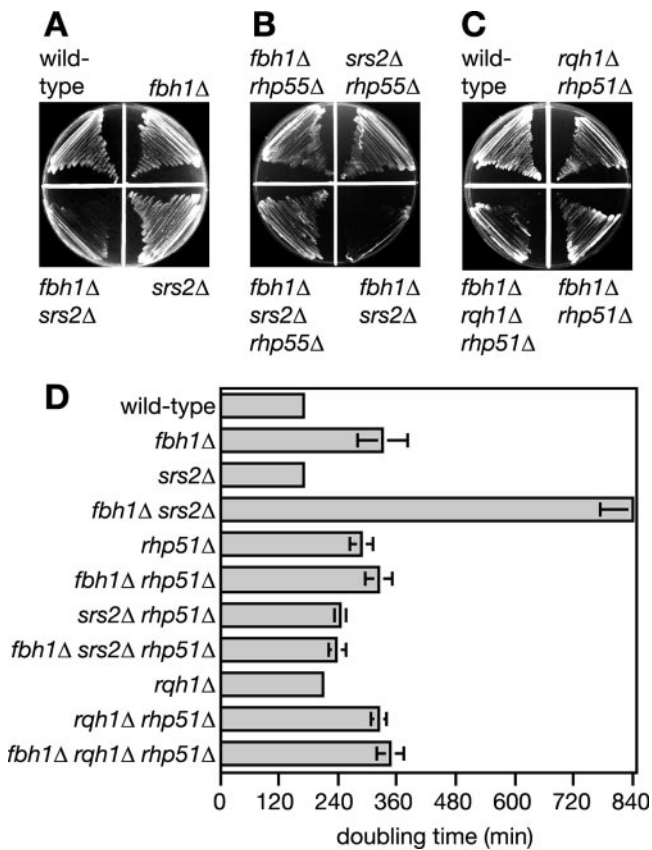 A
wild-
type
fbh1Δ
fbh1Δ
srs2Δ
srs2Δ
B
fbh1Δ
rhp55Δ
srs2Δ
rhp55Δ
fbh1Δ
srs2Δ
rhp55Δ
fbh1Δ
srs2Δ
C
wild-
type
rqh1Δ
rhp51Δ
fbh1Δ
rqh1Δ
rhp51Δ
fbh1Δ
rhp51Δ
D
wild-type
fbh1Δ
srs2Δ
fbh1Δ srs2Δ
rhp51Δ
fbh1Δ rhp51Δ
srs2Δ rhp51Δ
fbh1Δ srs2Δ rhp51Δ
rqh1Δ
rqh1Δ rhp51Δ
fbh1Δ rqh1Δ rhp51Δ
0 120 240 360 480 600 720 840
doubling time (min)